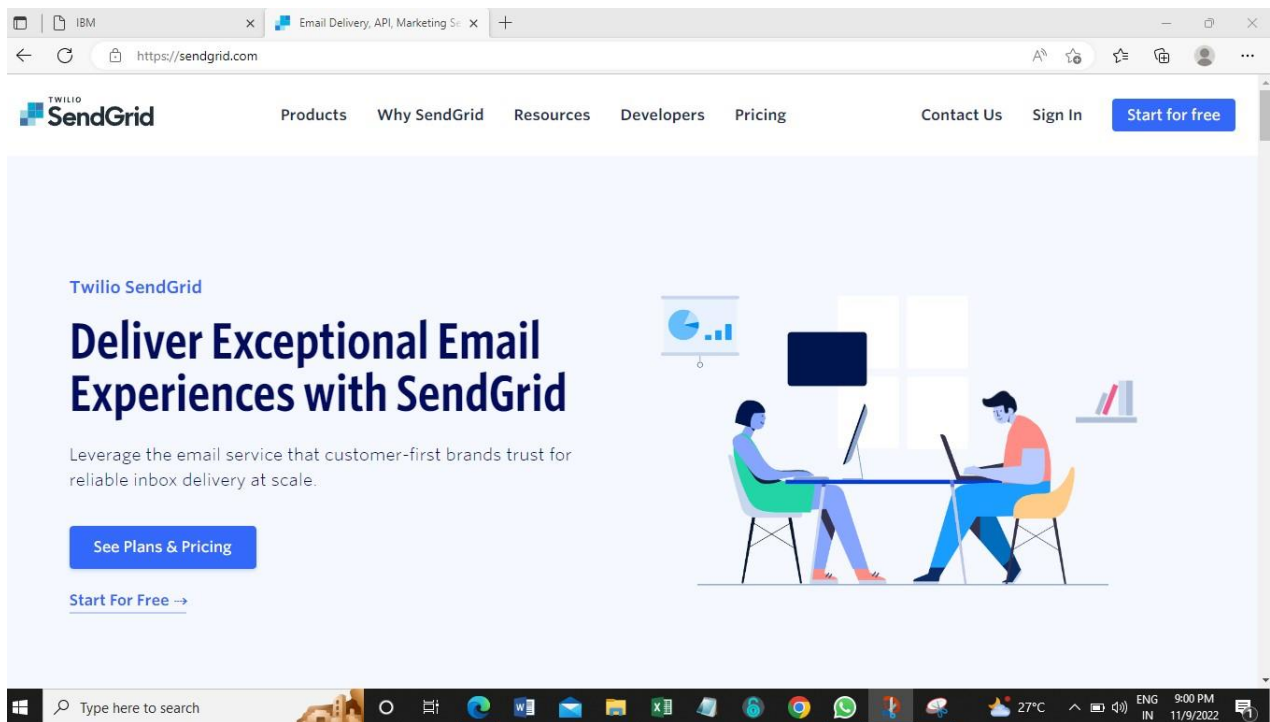 IBM
Email Delivery, API, Marketing Se
https://sendgrid.com
TWILIO
SendGrid
Products Why SendGrid Resources Developers Pricing Contact Us Sign In Start for free
Twilio SendGrid
Deliver Exceptional Email
Experiences with SendGrid
Leverage the email service that customer-first brands trust for
reliable inbox delivery at scale.
See Plans & Pricing
Start For Free →
Type here to search
27°C
ENG
IN
9:00 PM
11/9/2022